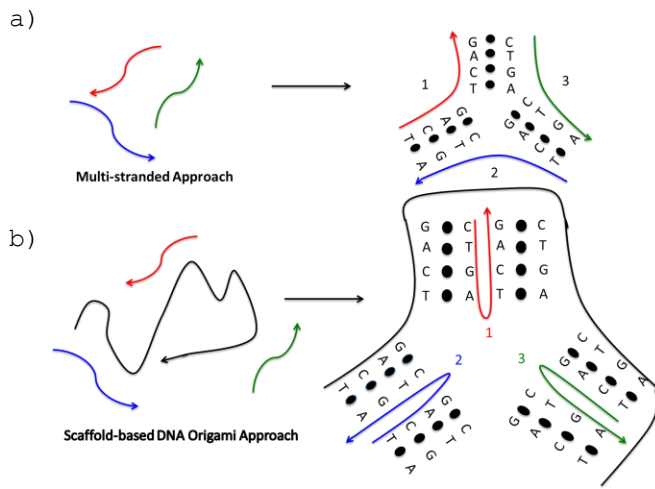 a)
G C
A T
C G
T A
1
3
T C A G
A G T C
C T G A
G A C T
2
Multi-stranded Approach
b)
G C G C
A T A T
C G C G
T A T A
1
2
3
T C A G
A G T C
T C A G
A G T C
C T G A
G A C T
C T G A
G A C T
Scaffold-based DNA Origami Approach